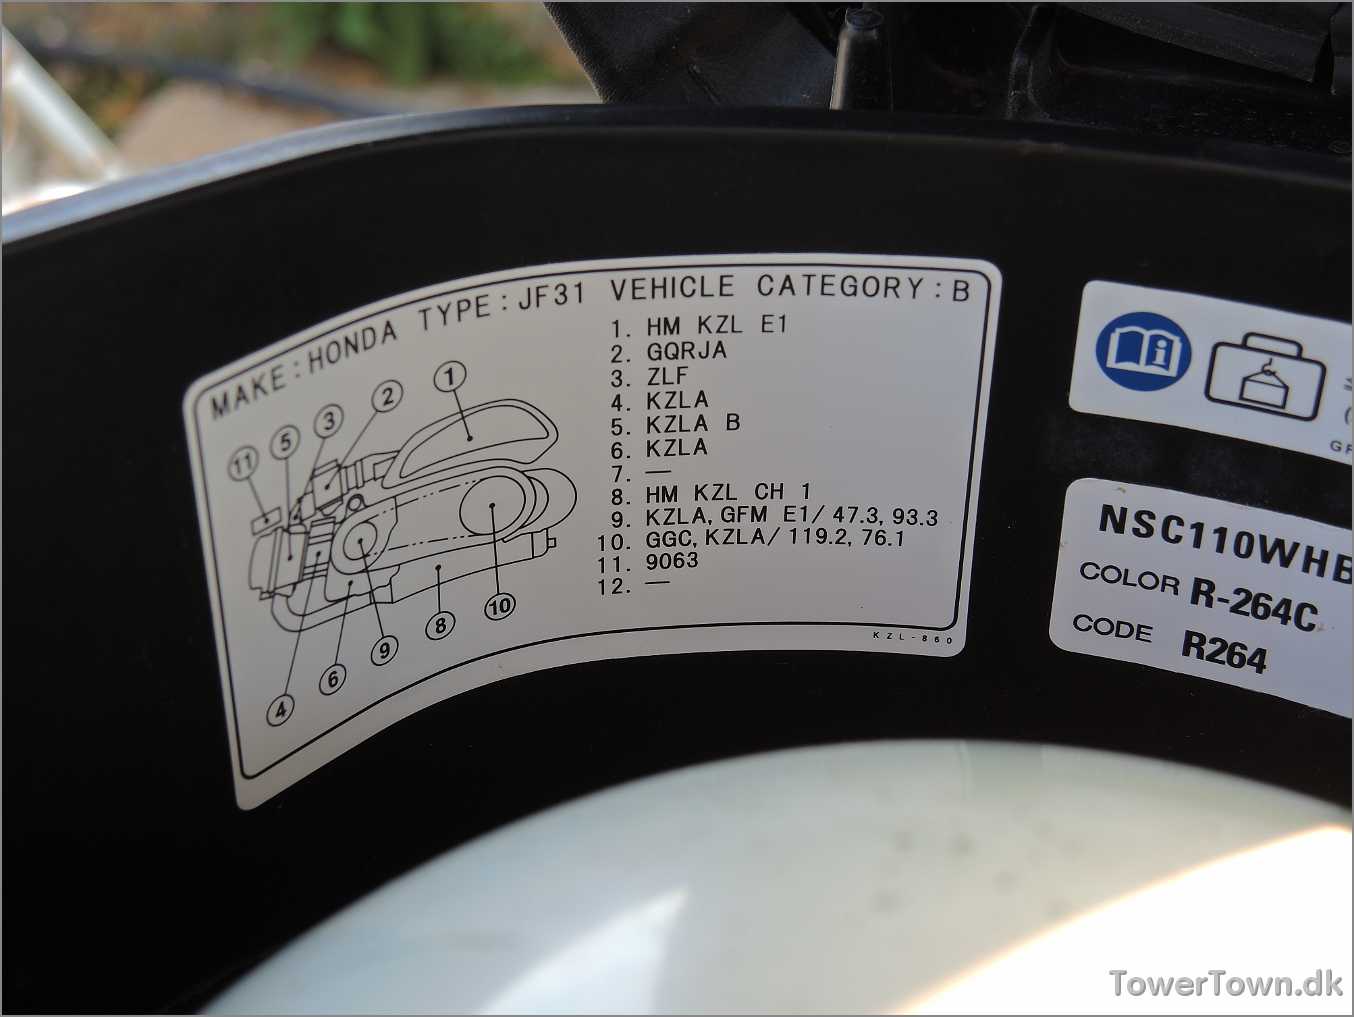 MAKE:HONDA TYPE:JF31 VEHICLE CATEGORY:B
1. HM KZL E1
2. GQRJA
3. ZLF
4. KZLA
5. KZLA B
6. KZLA
7. —
8. HM KZL CH 1
9. KZLA, GFM E1/ 47.3, 93.3
10. GGC, KZLA/ 119.2, 76.1
11. 9063
12. —
1
2
3
5
11
10
8
9
6
4
KZL-860
NSC110WHB
COLOR R-264C
CODE R264
TowerTown.dk